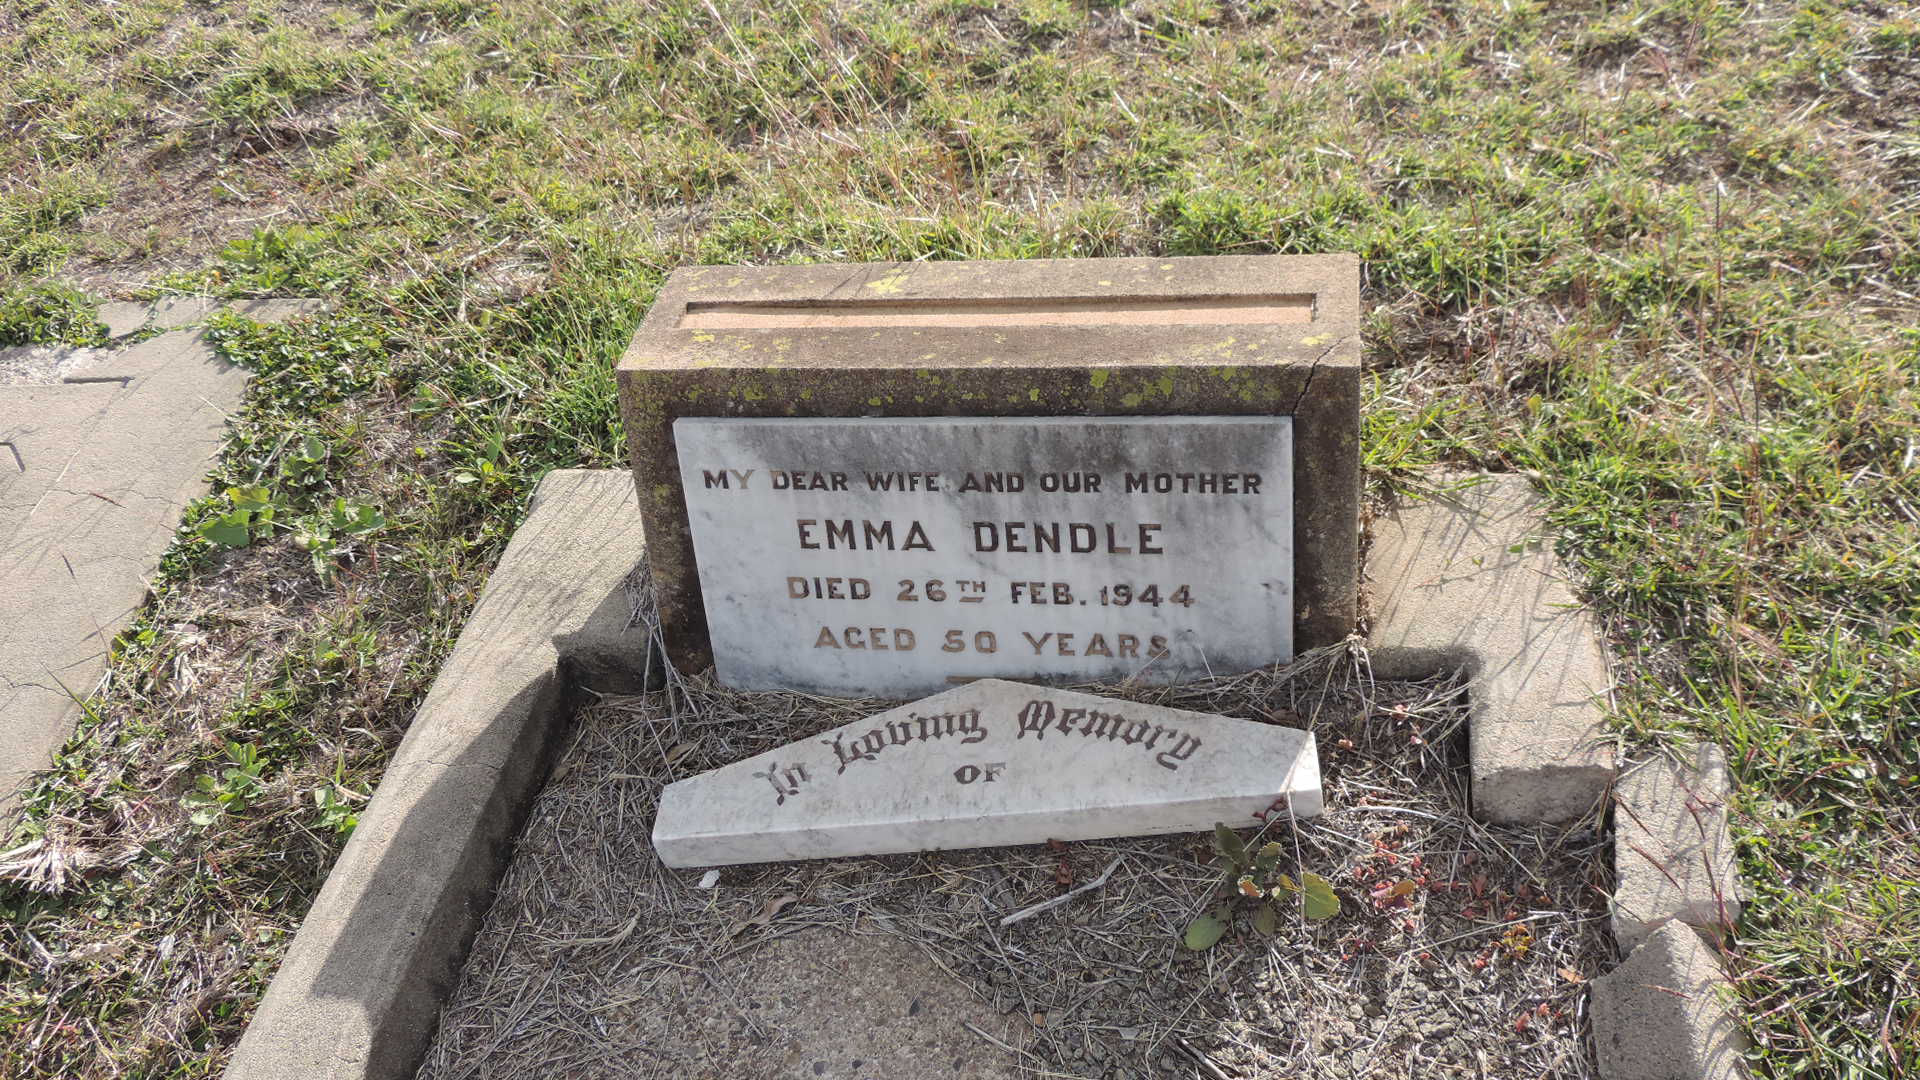 MY DEAR WIFE AND OUR MOTHER
EMMA DENDLE
DIED 26TH FEB. 1944
AGED 50 YEARS
In Loving Memory
OF